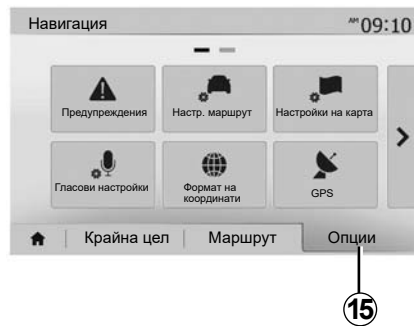 Навигация
AM 09:10
Предупреждения
Настр. маршрут
Настройки на карта
Гласови настройки
Формат на
координати
GPS
Крайна цел
Маршрут
Опции
15